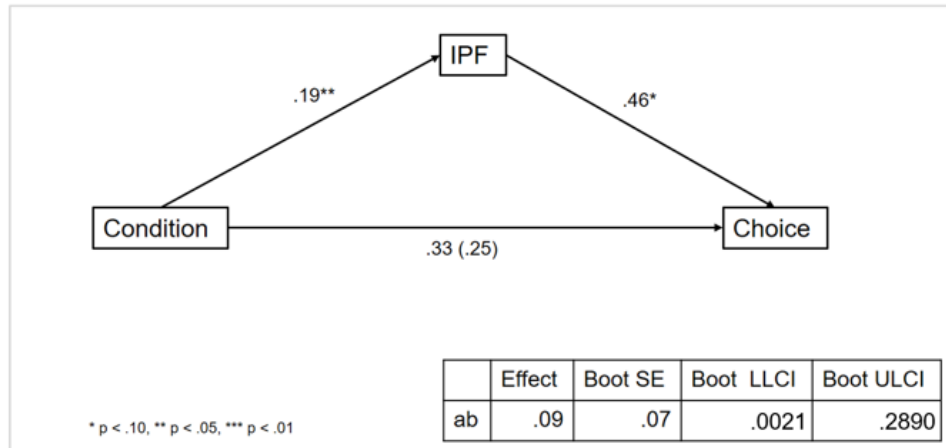 IPF
.19**
.46*
Condition
Choice
.33 (.25)
Effect Boot SE Boot LLCI Boot ULCI
ab .09 .07 .0021 .2890
* p < .10, ** p < .05, *** p < .01